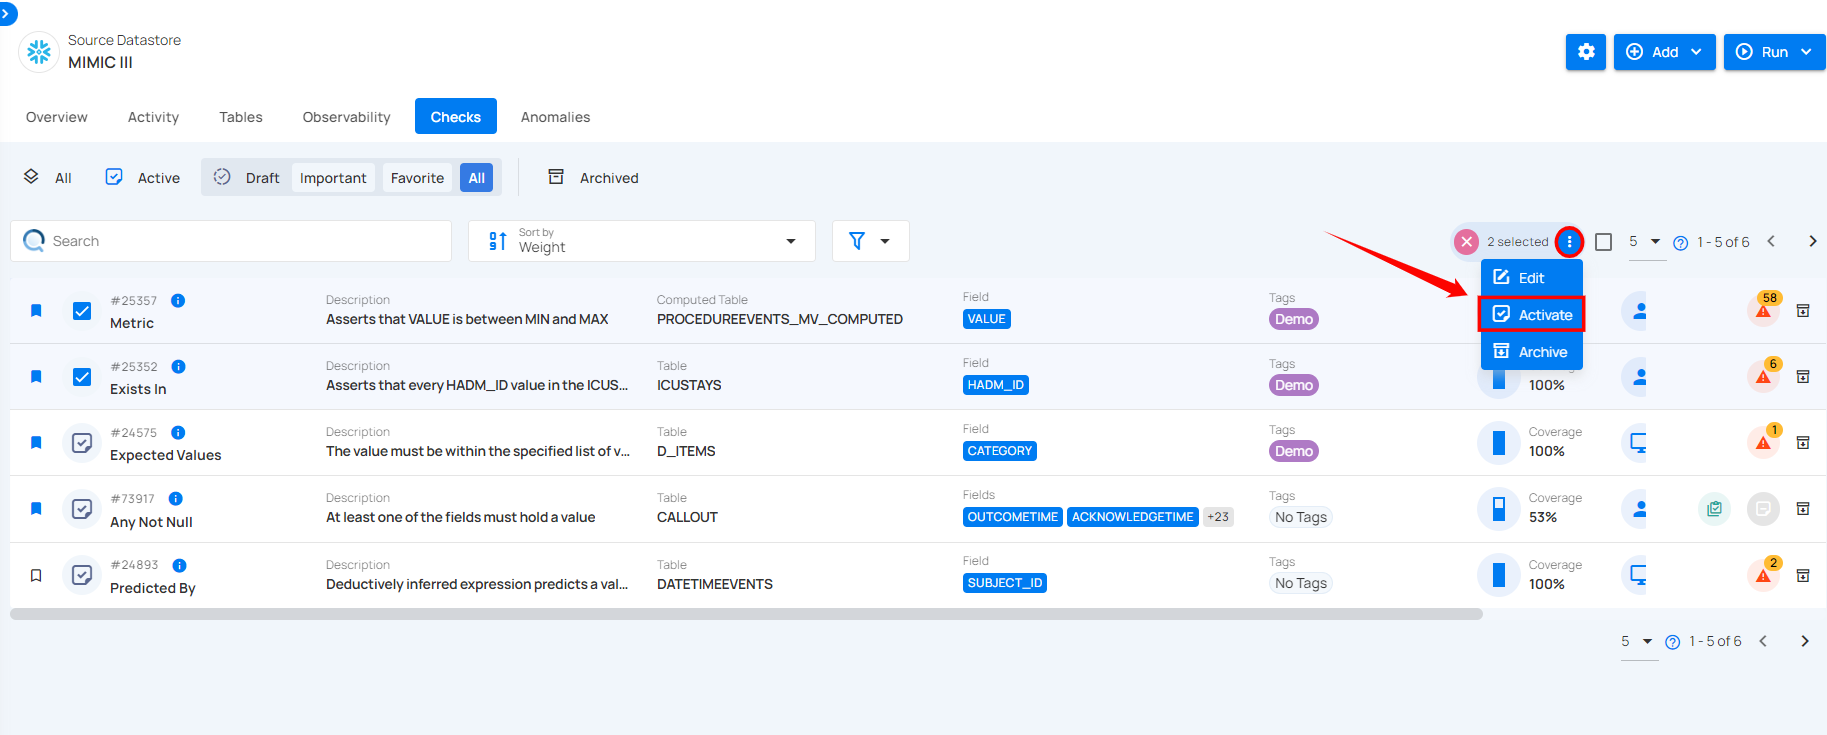 Source Datastore
MIMIC III
Add
Run
Overview
Activity
Tables
Observability
Checks
Anomalies
All
Active
Draft
Important
Favorite
All
Archived
Search
Sort by
Weight
2 selected
5
1 - 5 of 6
Edit
Activate
Archive
#25357
Metric
Description
Asserts that VALUE is between MIN and MAX
Computed Table
PROCEDUREEVENTS_MV_COMPUTED
Field
VALUE
Tags
Demo
58
#25352
Exists In
Description
Asserts that every HADM_ID value in the ICUS...
Table
ICUSTAYS
Field
HADM_ID
Tags
Demo
100%
6
#24575
Expected Values
Description
The value must be within the specified list of v...
Table
D_ITEMS
Field
CATEGORY
Tags
Demo
Coverage
100%
1
#73917
Any Not Null
Description
At least one of the fields must hold a value
Table
CALLOUT
Fields
OUTCOMETIME ACKNOWLEDGETIME +23
Tags
No Tags
Coverage
53%
#24893
Predicted By
Description
Deductively inferred expression predicts a val...
Table
DATETIMEEVENTS
Field
SUBJECT_ID
Tags
No Tags
Coverage
100%
2
5
1 - 5 of 6